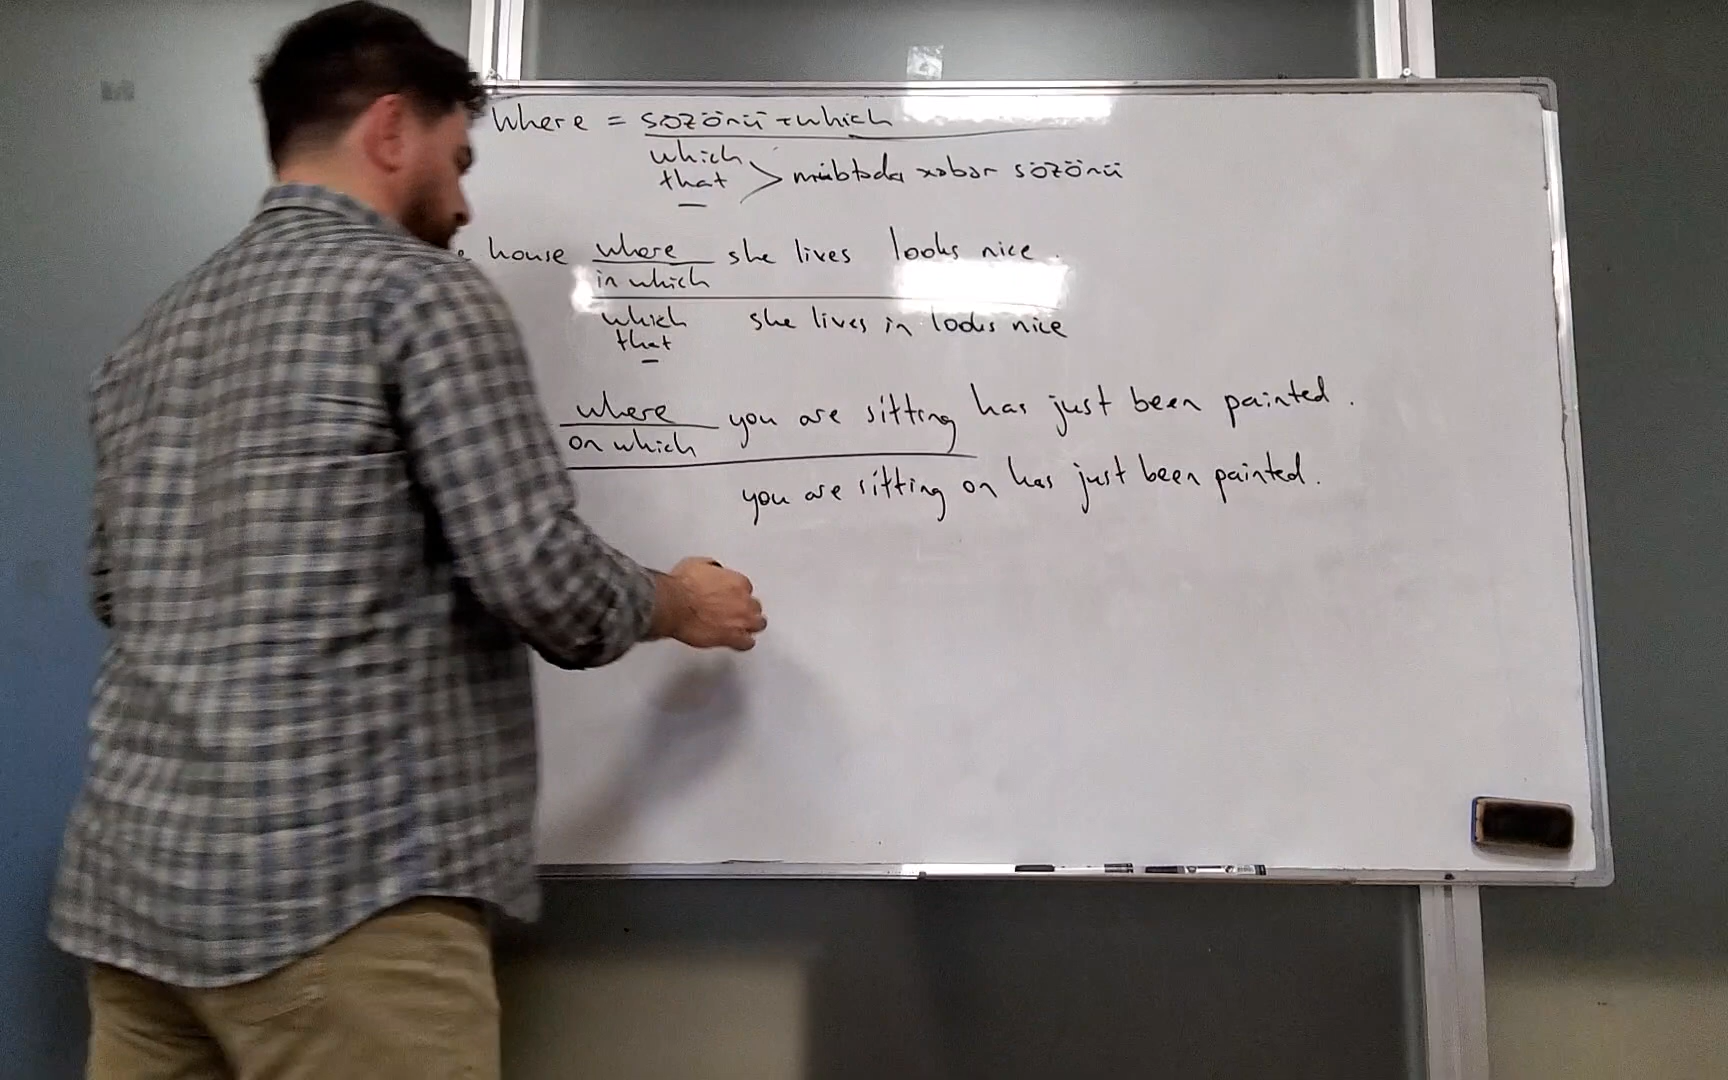 where = sözönü + which
which
that > mübtəda xəbər sözönü
house where she lives looks nice.
in which
which she lives in looks nice
that
where you are sitting has just been painted.
on which
you are sitting on has just been painted.